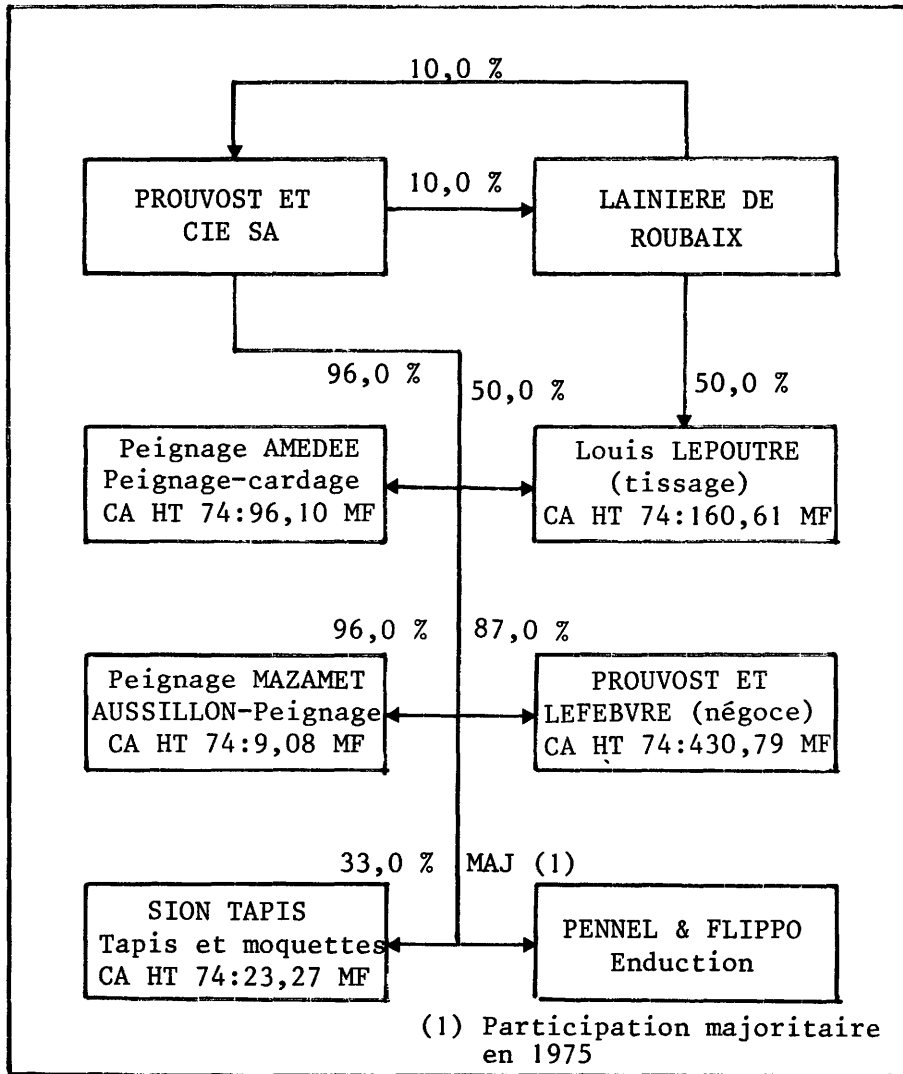 10,0 %
PROUVOST ET
CIE SA
10,0 %
LAINIERE DE
ROUBAIX
96,0 %
50,0 %
50,0 %
Peignage AMEDEE
Peignage-cardage
CA HT 74:96,10 MF
Louis LEPOUTRE
(tissage)
CA HT 74:160,61 MF
96,0 %
87,0 %
Peignage MAZAMET
AUSSILLON-Peignage
CA HT 74:9,08 MF
PROUVOST ET
LEFEBVRE (négoce)
CA HT 74:430,79 MF
33,0 %
MAJ (1)
SION TAPIS
Tapis et moquettes
CA HT 74:23,27 MF
PENNEL & FLIPPO
Enduction
(1) Participation majoritaire
en 1975